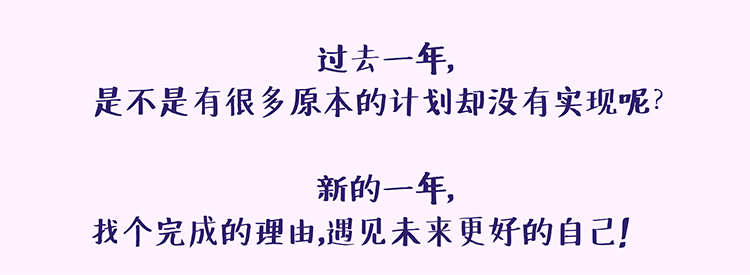 过去一年,
是不是有很多原本的计划却没有实现呢?
新的一年,
找个完成的理由,遇见未来更好的自己!